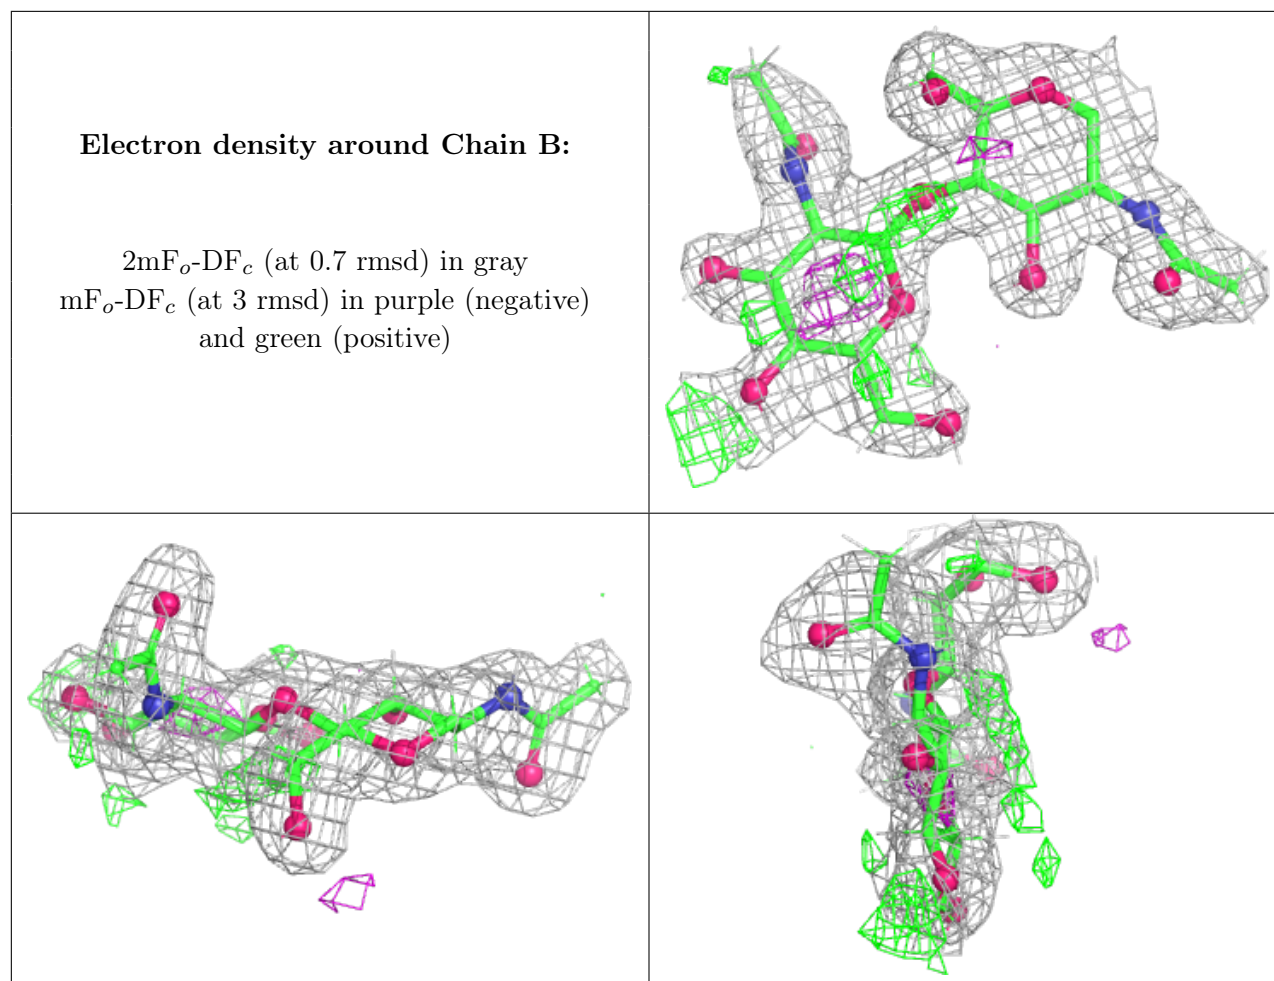 Electron density around Chain B:
2mFₒ-DF𝒸 (at 0.7 rmsd) in gray
mFₒ-DF𝒸 (at 3 rmsd) in purple (negative)
and green (positive)